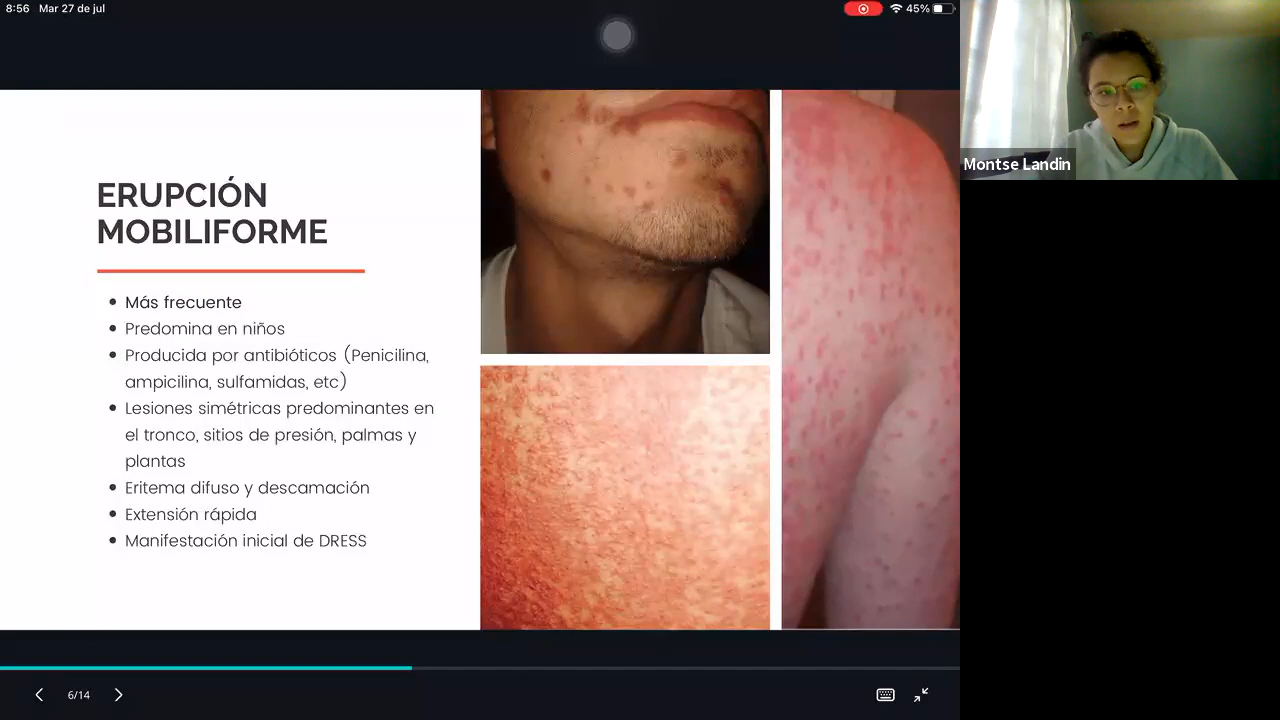 8:56 Mar 27 de jul
45%
Montse Landin
ERUPCIÓN
MOBILIFORME
Más frecuente
Predomina en niños
Producida por antibióticos (Penicilina,
ampicilina, sulfamidas, etc)
Lesiones simétricas predominantes en
el tronco, sitios de presión, palmas y
plantas
Eritema difuso y descamación
Extensión rápida
Manifestación inicial de DRESS
6/14